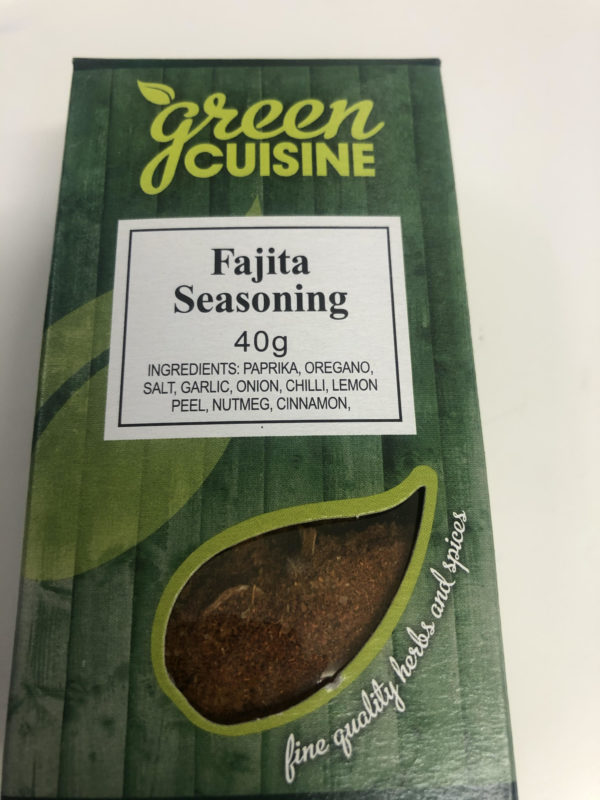 green
CUISINE
Fajita
Seasoning
40g
INGREDIENTS: PAPRIKA, OREGANO,
SALT, GARLIC, ONION, CHILLI, LEMON
PEEL, NUTMEG, CINNAMON,
fine quality herbs and spices